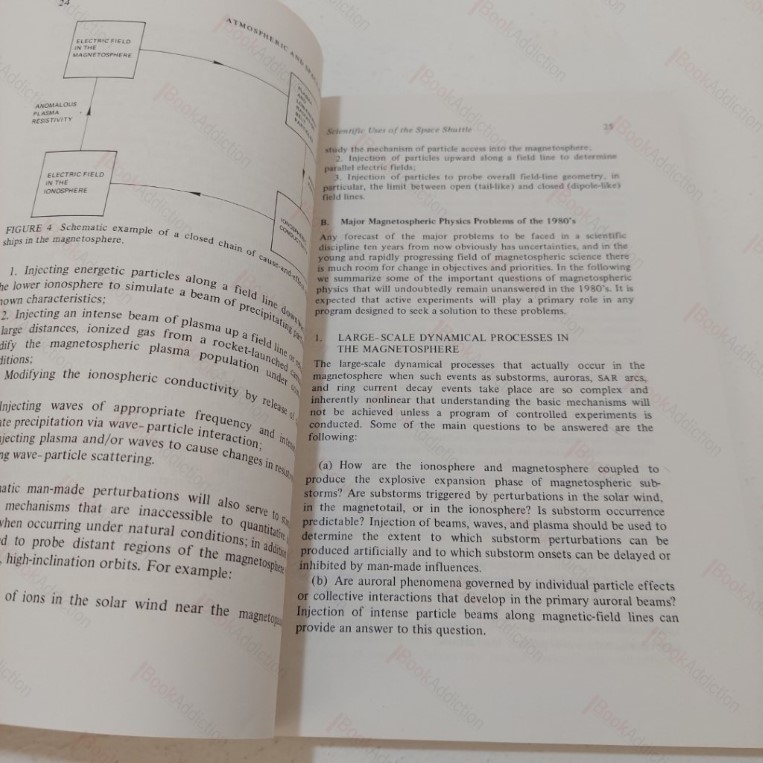 24
ATMOSPHERIC AND
ELECTRIC FIELD
IN THE
MAGNETOSPHERE
ANOMALOUS
PLASMA
RESISTIVITY
ELECTRIC FIELD
IN THE
IONOSPHERE
FIGURE 4 Schematic example of a closed chain of cause-and-effect
ships in the magnetosphere.
1. Injecting energetic particles along a field line
lower ionosphere to simulate a beam of precipitating
characteristics;
2. Injecting an intense beam of plasma up a field line
large distances, ionized gas from a rocket-launched
the magnetospheric plasma population under
Modifying the ionospheric conductivity by release
waves of appropriate frequency and
precipitation via wave-particle interaction;
plasma and/or waves to cause changes in
wave-particle scattering.
man-made perturbations will also serve to
mechanisms that are inaccessible to quantitative
when occurring under natural conditions; in addition
to probe distant regions of the magnetosphere
high-inclination orbits. For example:
of ions in the solar wind near the
Scientific Uses of the Space Shuttle
25
study the mechanism of particle access into the magnetosphere;
2. Injection of particles upward along a field line to determine
parallel electric fields;
3. Injection of particles to probe overall field-line geometry, in
particular, the limit between open (tail-like) and closed (dipole-like)
field lines.
B. Major Magnetospheric Physics Problems of the 1980's
Any forecast of the major problems to be faced in a scientific
discipline ten years from now obviously has uncertainties, and in the
young and rapidly progressing field of magnetospheric science there
is much room for change in objectives and priorities. In the following
we summarize some of the important questions of magnetospheric
physics that will undoubtedly remain unanswered in the 1980's. It is
expected that active experiments will play a primary role in any
program designed to seek a solution to these problems.
1. LARGE-SCALE DYNAMICAL PROCESSES IN
THE MAGNETOSPHERE
The large-scale dynamical processes that actually occur in the
magnetosphere when such events as substorms, auroras, SAR arcs,
and ring current decay events take place are so complex and
inherently nonlinear that understanding the basic mechanisms will
not be achieved unless a program of controlled experiments is
conducted. Some of the main questions to be answered are the
following:
(a) How are the ionosphere and magnetosphere coupled to
produce the explosive expansion phase of magnetospheric sub-
storms? Are substorms triggered by perturbations in the solar wind,
in the magnetotail, or in the ionosphere? Is substorm occurrence
predictable? Injection of beams, waves, and plasma should be used to
determine the extent to which substorm perturbations can be
produced artificially and to which substorm onsets can be delayed or
inhibited by man-made influences.
(b) Are auroral phenomena governed by individual particle effects
or collective interactions that develop in the primary auroral beams?
Injection of intense particle beams along magnetic-field lines can
provide an answer to this question.